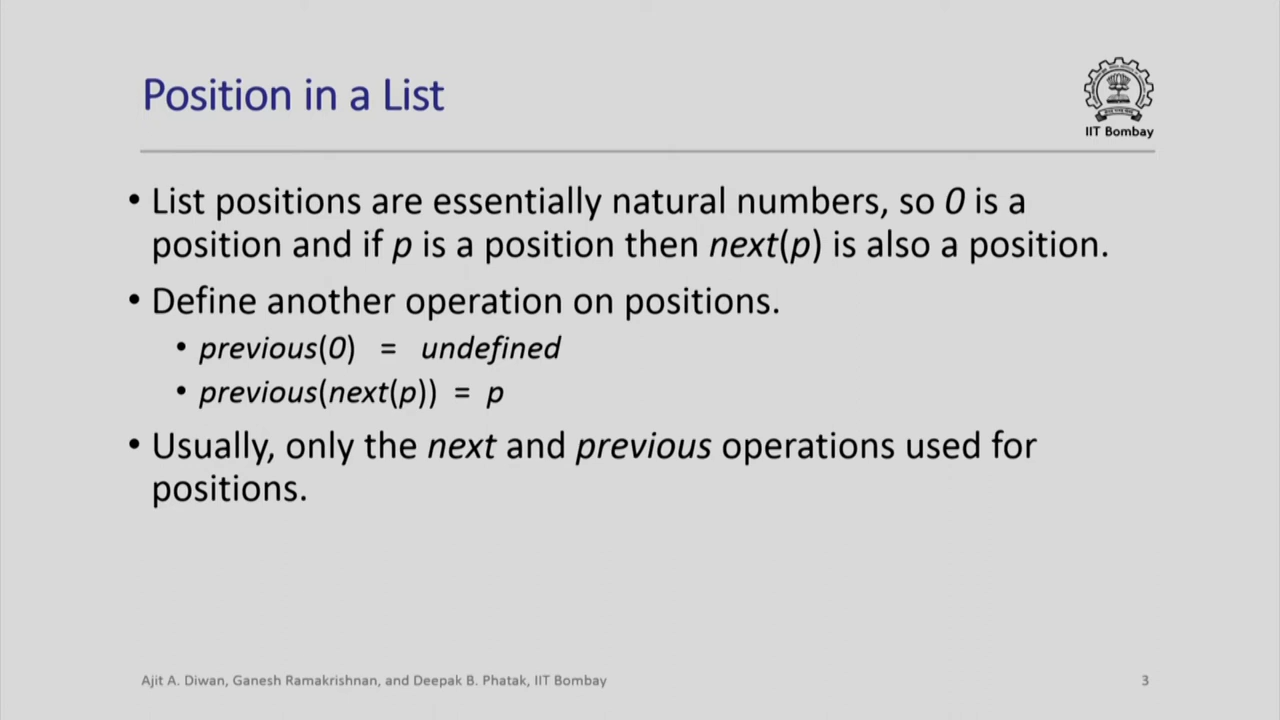 Position in a List
IIT Bombay
• List positions are essentially natural numbers, so 0 is a
position and if p is a position then next(p) is also a position.
• Define another operation on positions.
• previous(0) = undefined
• previous(next(p)) = p
• Usually, only the next and previous operations used for
positions.
Ajit A. Diwan, Ganesh Ramakrishnan, and Deepak B. Phatak, IIT Bombay
3